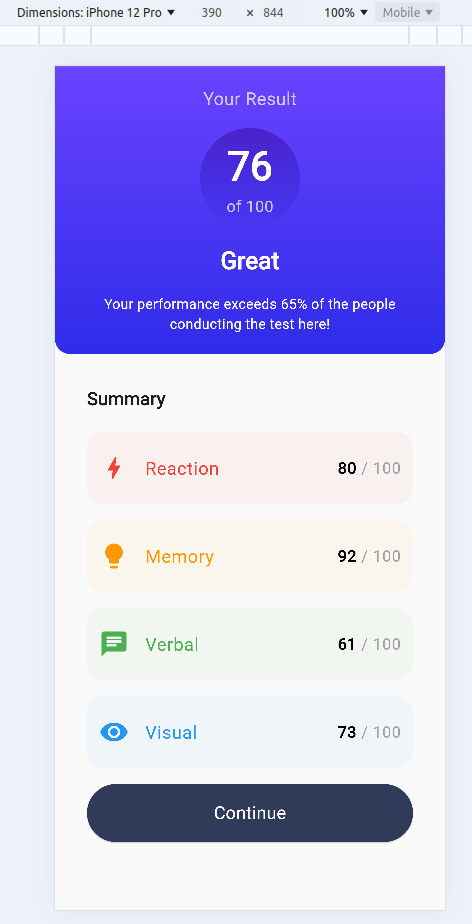 Dimensions: iPhone 12 Pro 390 × 844 100% Mobile
Your Result
76
of 100
Great
Your performance exceeds 65% of the people
conducting the test here!
Summary
Reaction 80 / 100
Memory 92 / 100
Verbal 61 / 100
Visual 73 / 100
Continue